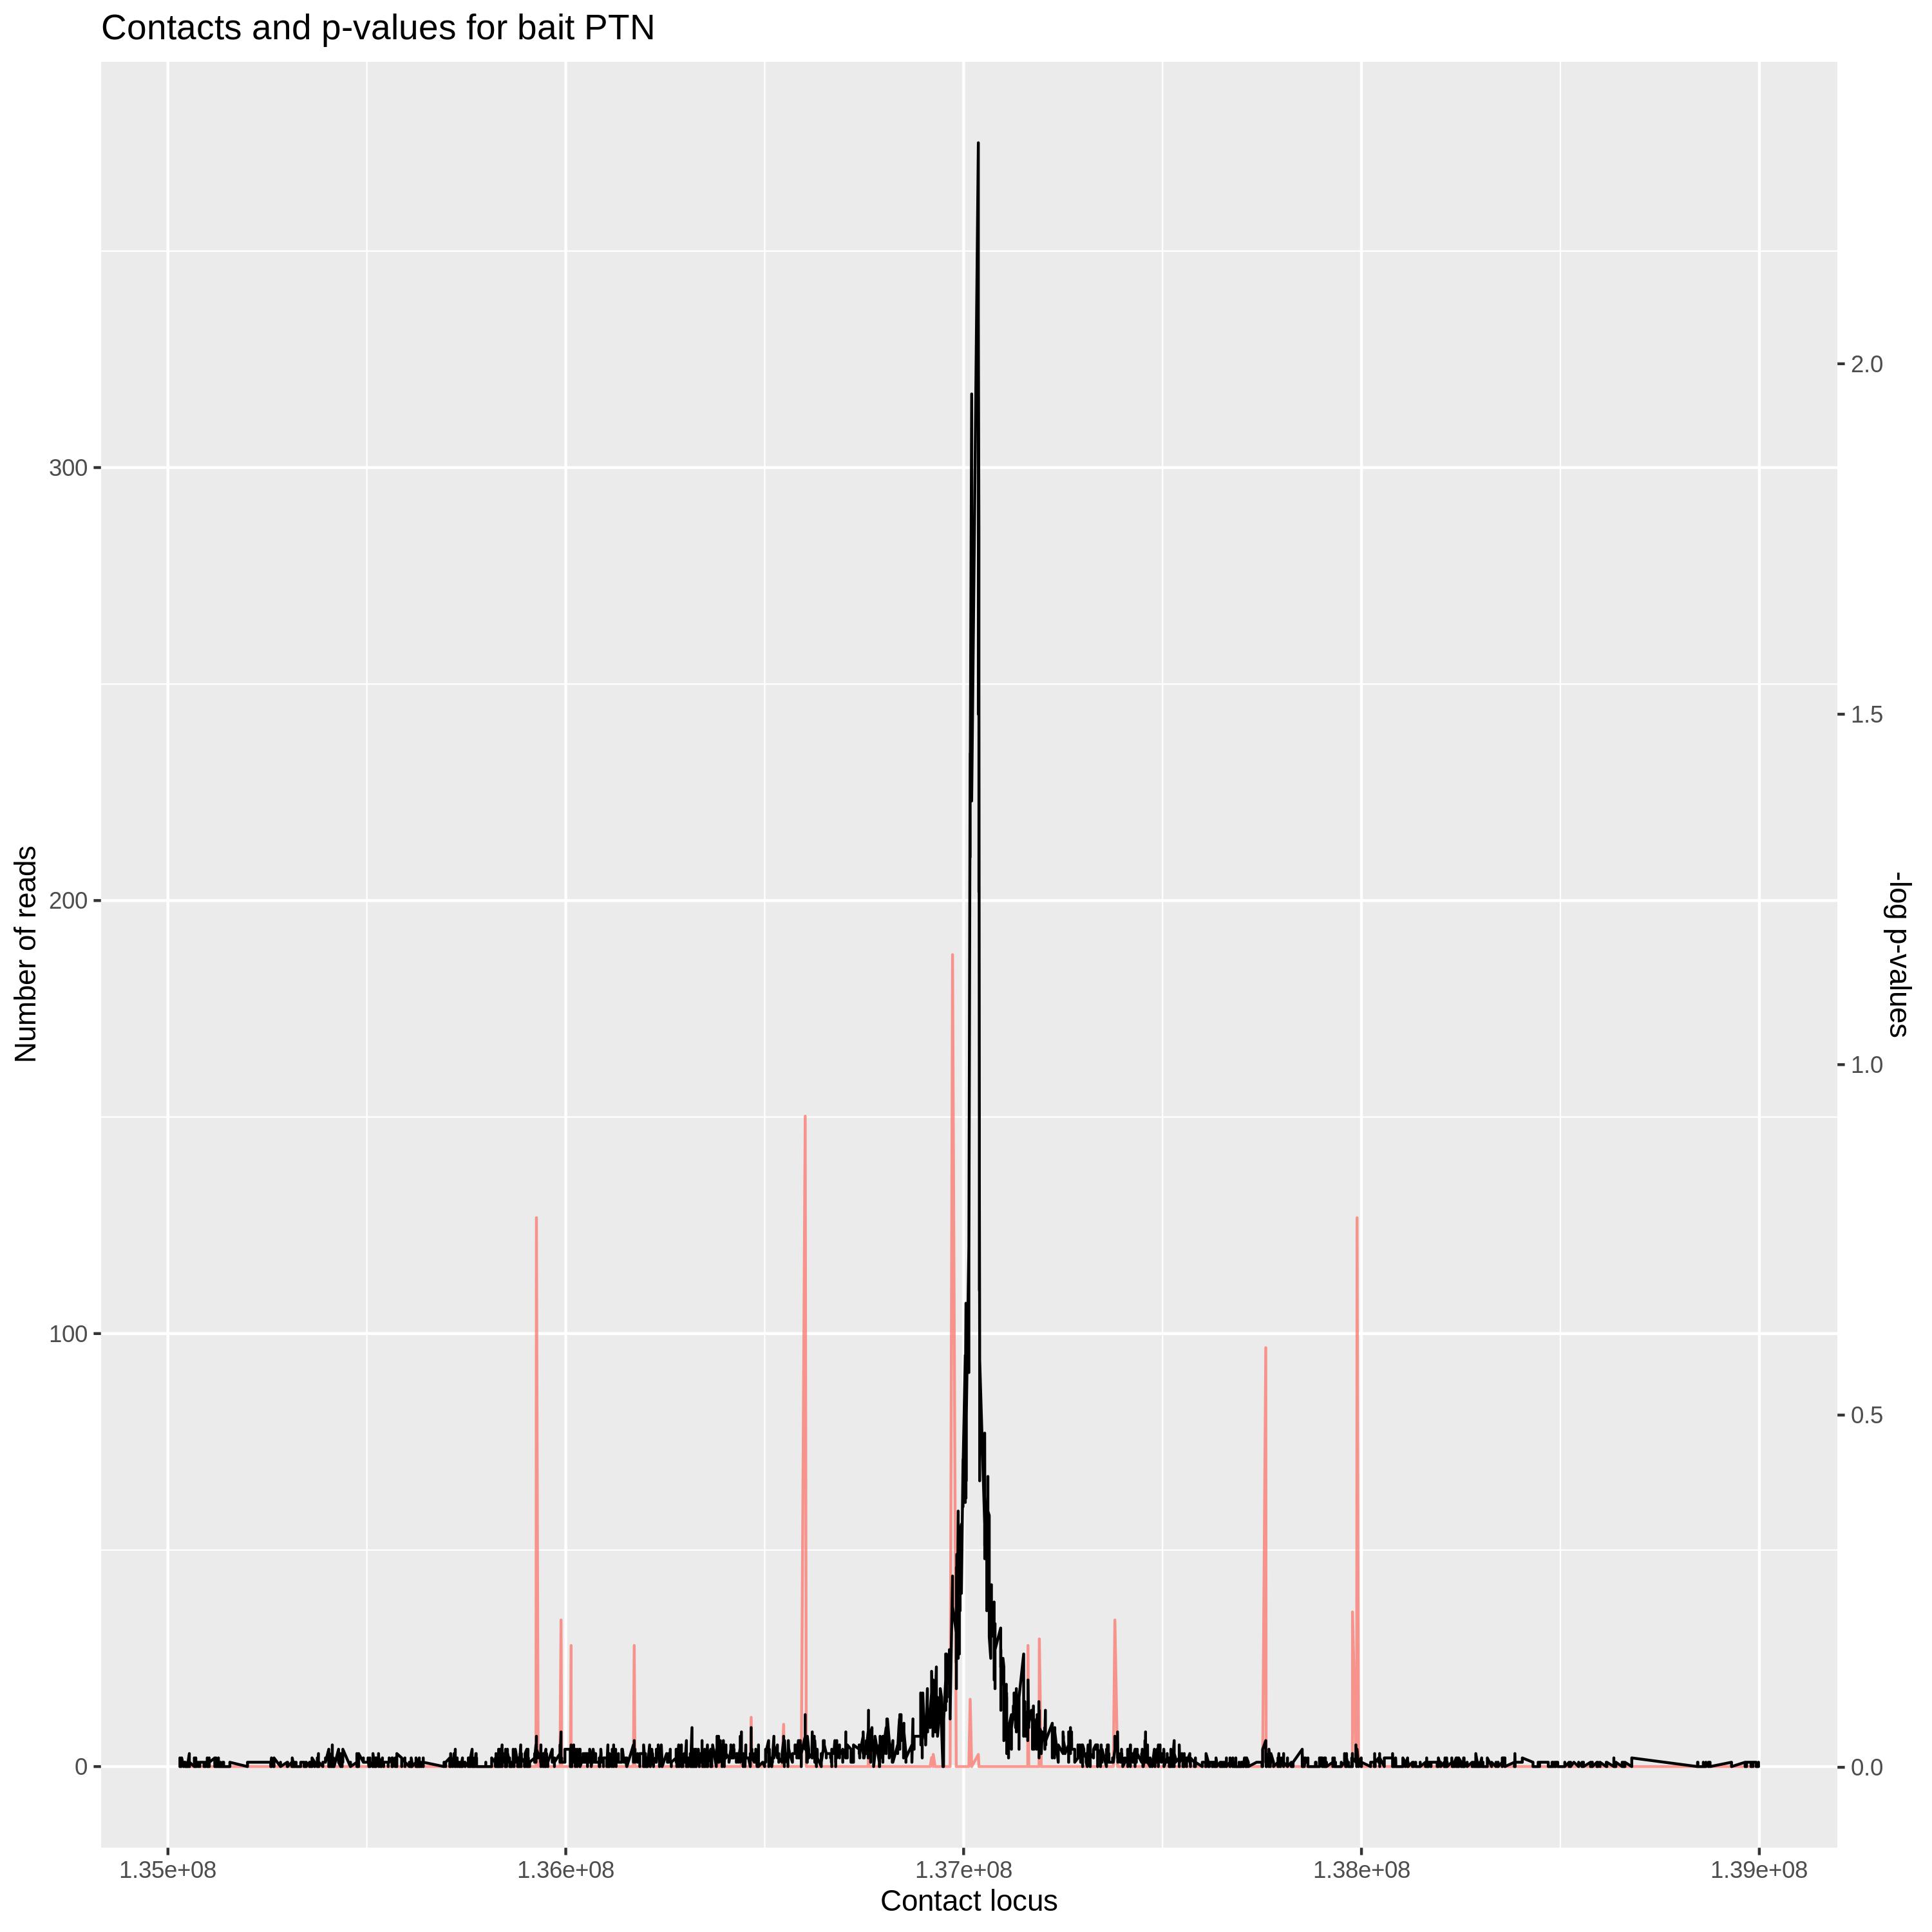 Contacts and p-values for bait PTN
Number of reads
300
200
100
0
2.0
1.5
1.0
0.5
0.0
-log p-values
1.35e+08
1.36e+08
1.37e+08
1.38e+08
1.39e+08
Contact locus